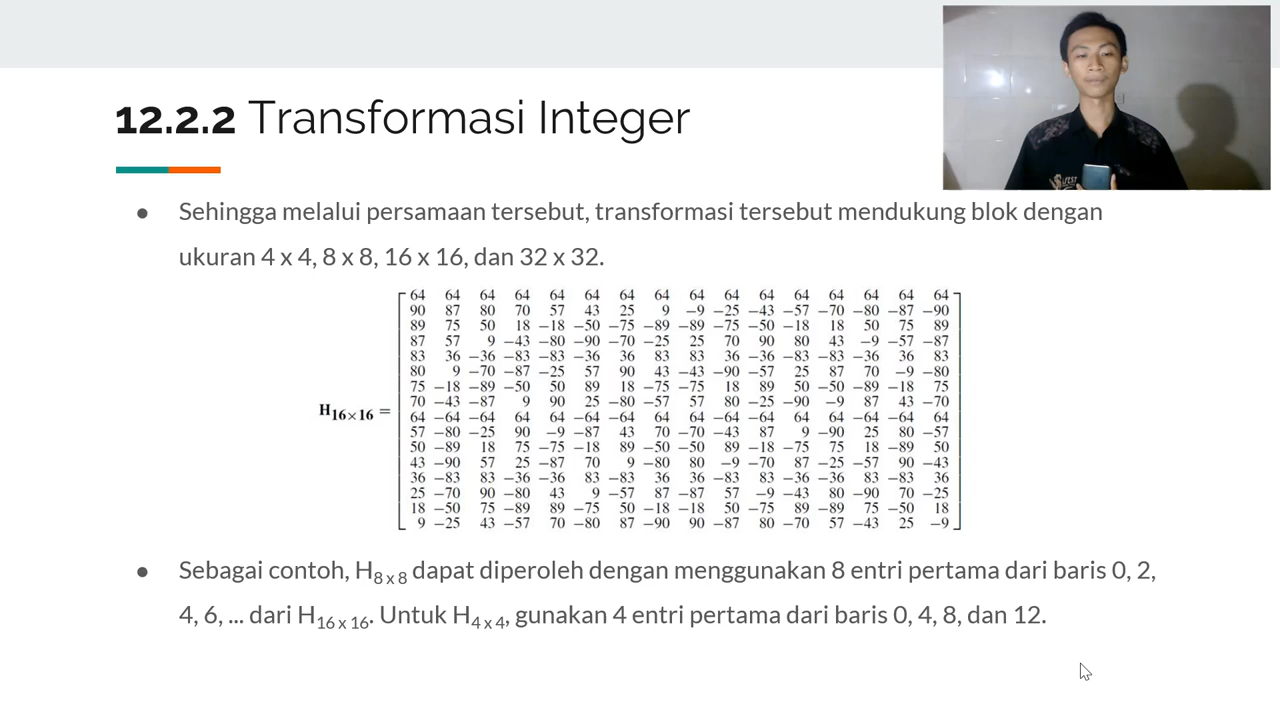 12.2.2 Transformasi Integer
● Sehingga melalui persamaan tersebut, transformasi tersebut mendukung blok dengan
ukuran 4 x 4, 8 x 8, 16 x 16, dan 32 x 32.
64 64 64 64 64 64 64 64 64 64 64 64 64 64 64 64
90 87 80 70 57 43 25 9 −9 −25 −43 −57 −70 −80 −87 −90
89 75 50 18 −18 −50 −75 −89 −89 −75 −50 −18 18 50 75 89
87 57 9 −43 −80 −90 −70 −25 25 70 90 80 43 −9 −57 −87
83 36 −36 −83 −83 −36 36 83 83 36 −36 −83 −83 −36 36 83
80 9 −70 −87 −25 57 90 43 −43 −90 −57 25 87 70 −9 −80
75 −18 −89 −50 50 89 18 −75 −75 18 89 50 −50 −89 −18 75
70 −43 −87 9 90 25 −80 −57 57 80 −25 −90 −9 87 43 −70
H16×16 = 64 −64 −64 64 64 −64 −64 64 64 −64 −64 64 64 −64 −64 64
57 −80 −25 90 −9 −87 43 70 −70 −43 87 9 −90 25 80 −57
50 −89 18 75 −75 −18 89 −50 −50 89 −18 −75 75 18 −89 50
43 −90 57 25 −87 70 9 −80 80 −9 −70 87 −25 −57 90 −43
36 −83 83 −36 −36 83 −83 36 36 −83 83 −36 −36 83 −83 36
25 −70 90 −80 43 9 −57 87 −87 57 −9 −43 80 −90 70 −25
18 −50 75 −89 89 −75 50 −18 −18 50 −75 89 −89 75 −50 18
9 −25 43 −57 70 −80 87 −90 90 −87 80 −70 57 −43 25 −9
● Sebagai contoh, H8 x 8 dapat diperoleh dengan menggunakan 8 entri pertama dari baris 0, 2,
4, 6, ... dari H16 x 16. Untuk H4 x 4, gunakan 4 entri pertama dari baris 0, 4, 8, dan 12.